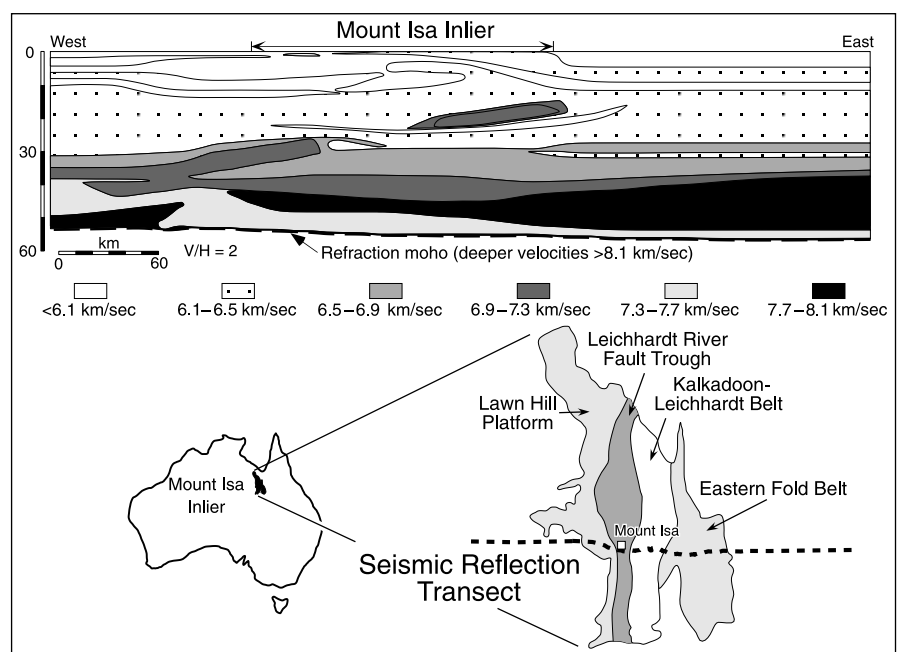 Mount Isa Inlier
West
East
0
30
60
km
0
60
V/H = 2
Refraction moho (deeper velocities >8.1 km/sec)
<6.1 km/sec
6.1–6.5 km/sec
6.5–6.9 km/sec
6.9–7.3 km/sec
7.3–7.7 km/sec
7.7–8.1 km/sec
Leichhardt River
Fault Trough
Kalkadoon-
Leichhardt Belt
Lawn Hill
Platform
Mount Isa
Inlier
Eastern Fold Belt
Mount Isa
Seismic Reflection
Transect